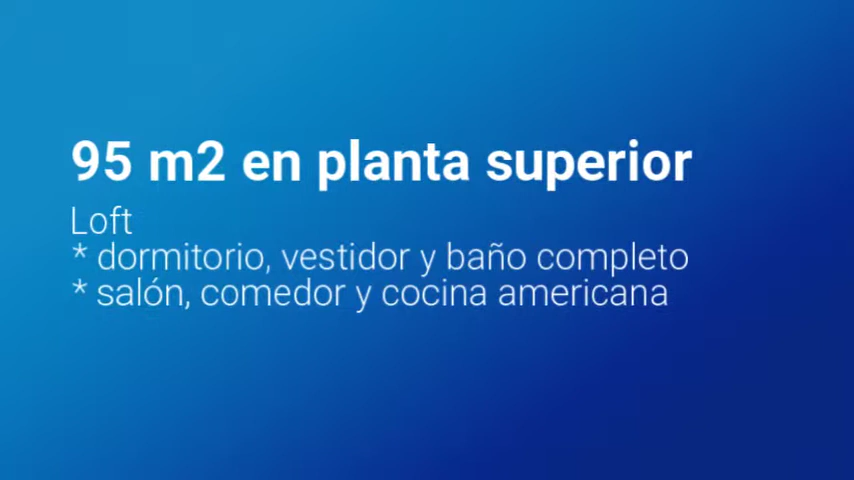 95 m2 en planta superior
Loft
* dormitorio, vestidor y baño completo
* salón, comedor y cocina americana